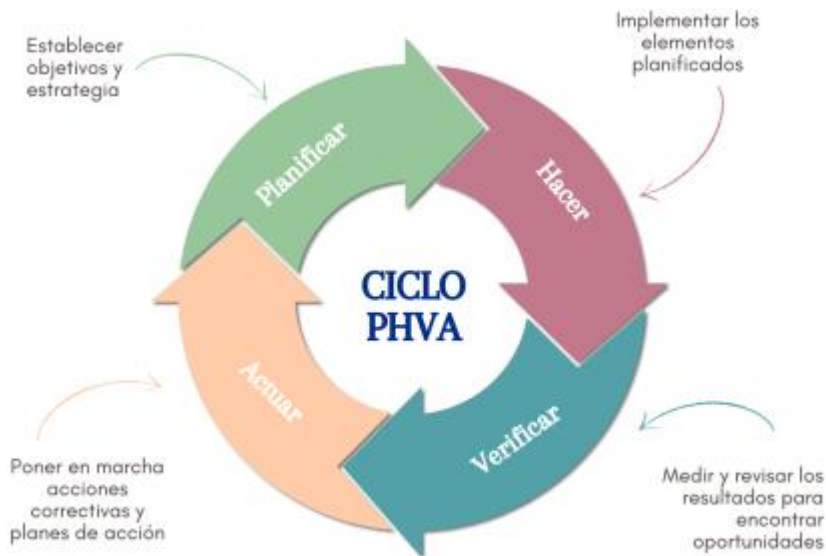 Establecer
objetivos y
estrategia
Implementar los
elementos
planificados
Planificar
Hacer
CICLO
PHVA
Actuar
Verificar
Poner en marcha
acciones
correctivas y
planes de acción
Medir y revisar los
resultados para
encontrar
oportunidades